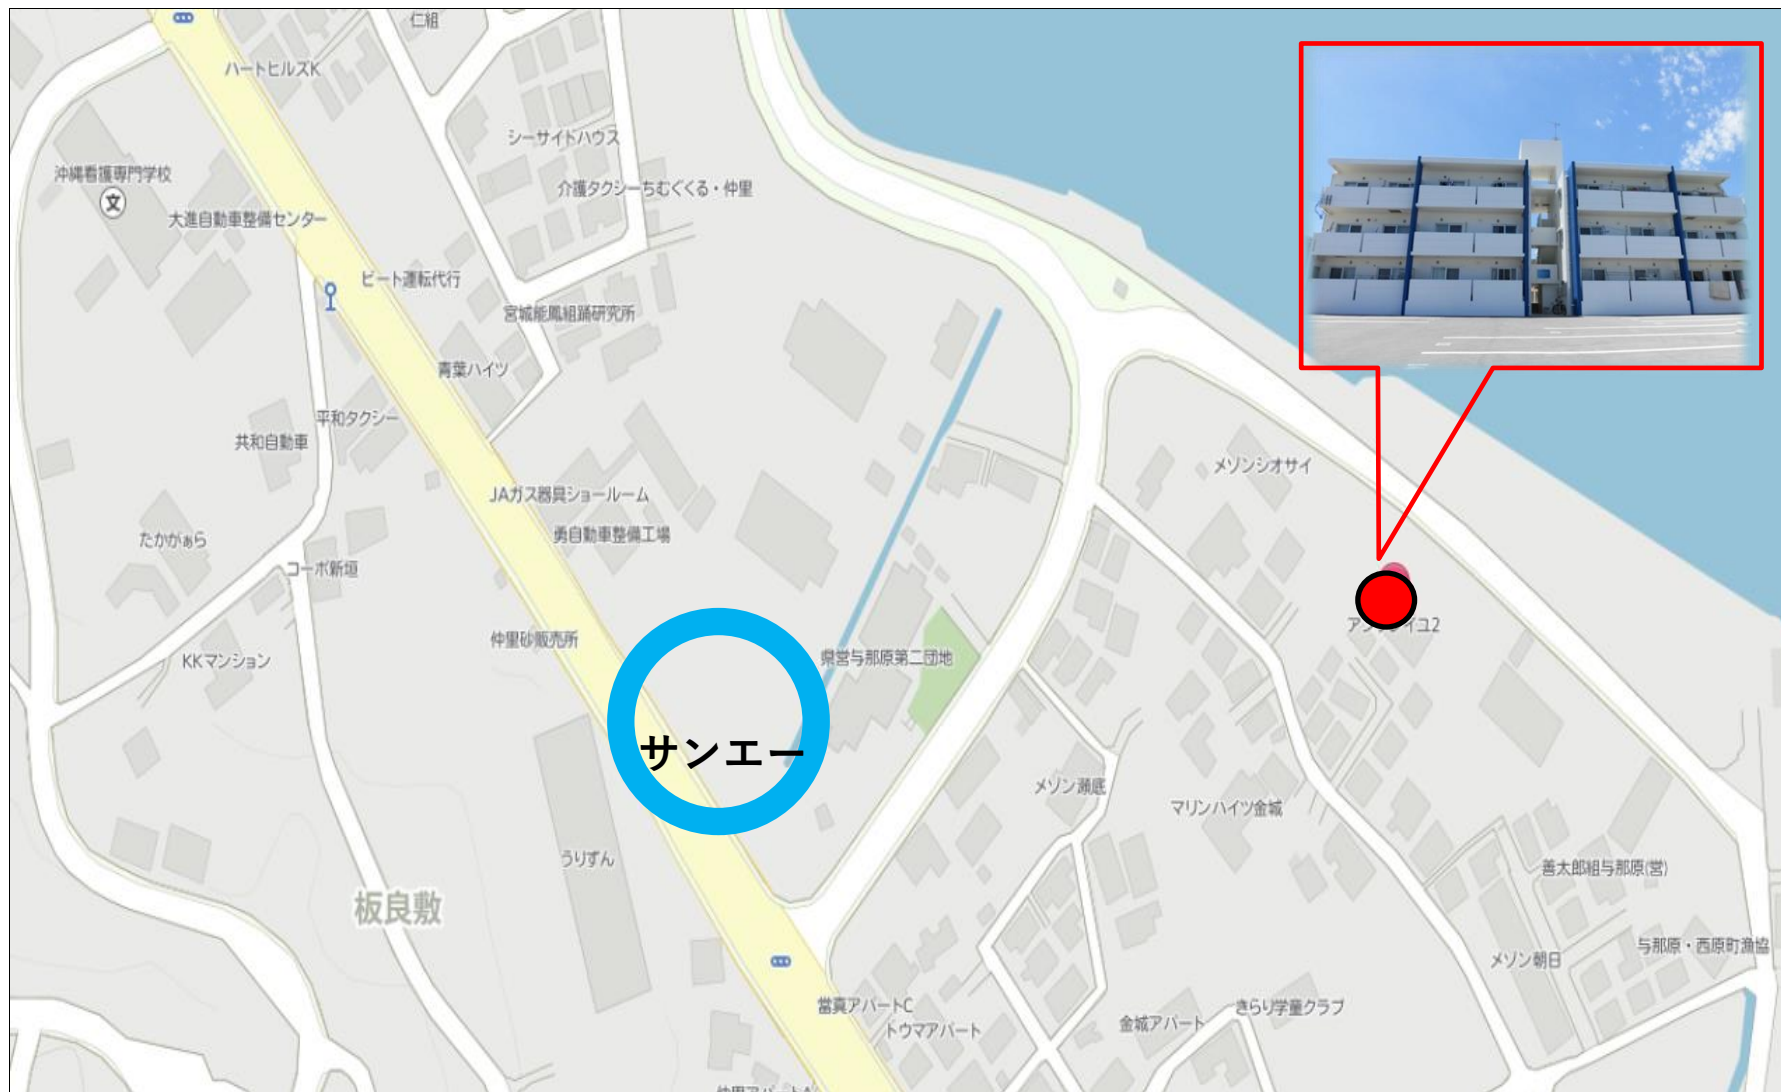 仁組
ハートヒルズK
シーサイドハウス
沖縄看護専門学校
文
介護タクシーちむぐくる・仲里
大進自動車整備センター
ビート運転代行
宮城能鳳組踊研究所
青葉ハイツ
平和タクシー
共和自動車
メゾンシオサイ
JAガス器具ショールーム
勇自動車整備工場
たかがぁら
コーポ新垣
仲里砂販売所
県営与那原第二団地
KKマンション
サンエー
メゾン瀬底
マリンハイツ金城
うりずん
善太郎組与那原(営)
板良敷
与那原・西原町漁協
メゾン朝日
當真アパートC
きらり学童クラブ
トウマアパート
金城アパート